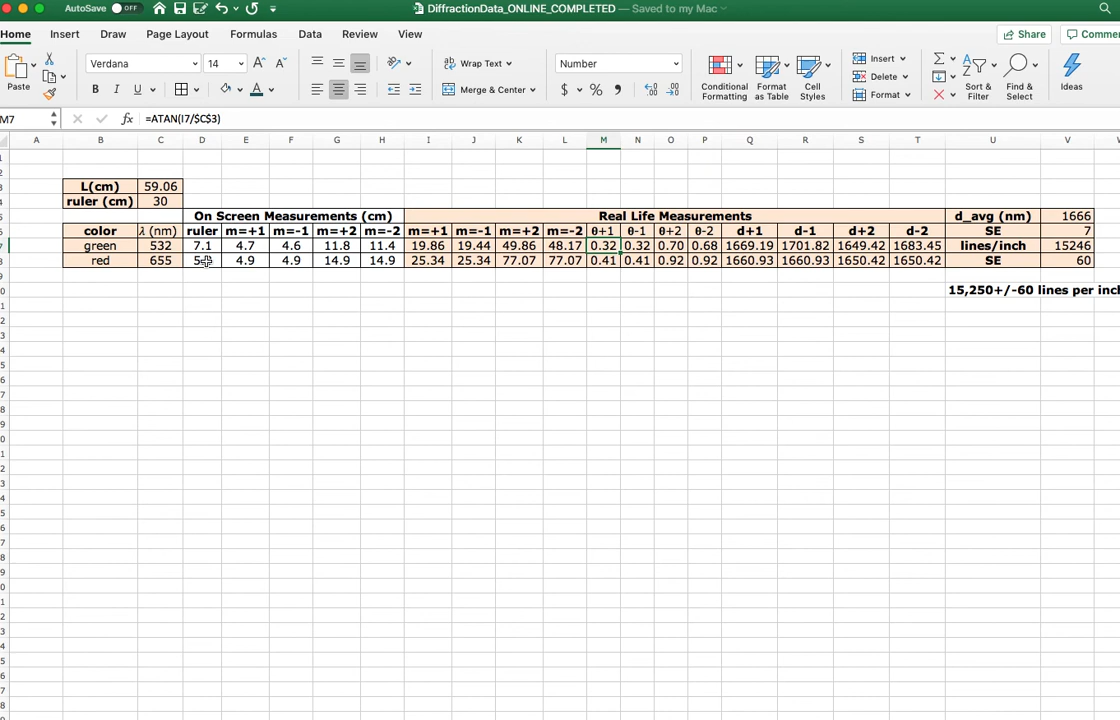 AutoSave OFF DiffractionData_ONLINE_COMPLETED — Saved to my Mac
Home Insert Draw Page Layout Formulas Data Review View Share
Paste Verdana 14 A A Wrap Text Number Insert Σ
B I U A Merge & Center $ % Conditional Formatting Format as Table Cell Styles Delete Format Sort & Filter Find & Select Ideas
M7 fx =ATAN(I7/$C$3)
A B C D E F G H I J K L M N O P Q R S T U V
L(cm) 59.06
ruler (cm) 30
On Screen Measurements (cm) Real Life Measurements d_avg (nm) 1666
color λ (nm) ruler m=+1 m=-1 m=+2 m=-2 m=+1 m=-1 m=+2 m=-2 θ+1 θ-1 θ+2 θ-2 d+1 d-1 d+2 d-2 SE 7
green 532 7.1 4.7 4.6 11.8 11.4 19.86 19.44 49.86 48.17 0.32 0.32 0.70 0.68 1669.19 1701.82 1649.42 1683.45 lines/inch 15246
red 655 4.9 4.9 14.9 14.9 25.34 25.34 77.07 77.07 0.41 0.41 0.92 0.92 1660.93 1660.93 1650.42 1650.42 SE 60
15,250+/-60 lines per inch